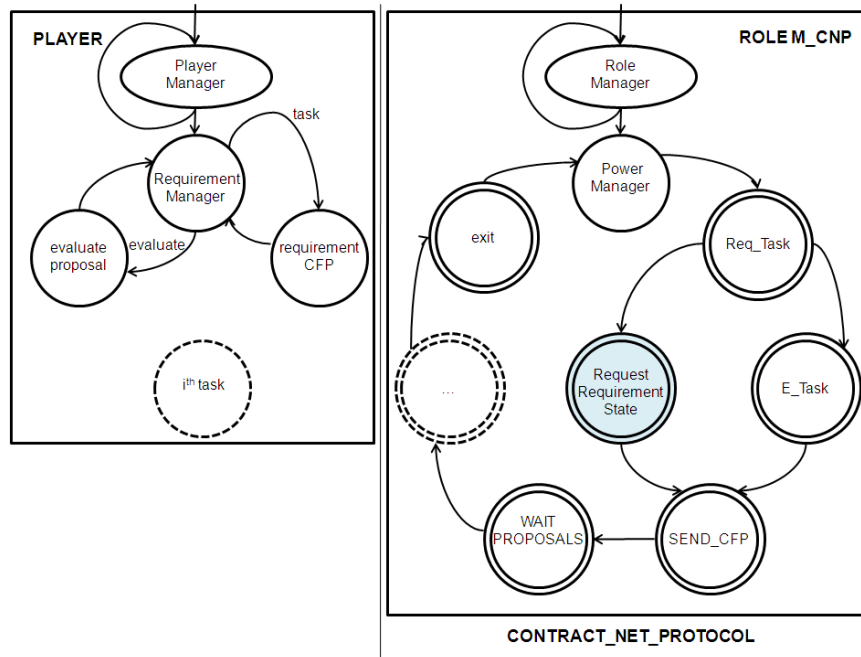 PLAYER
Player
Manager
task
Requirement
Manager
evaluate
proposal
evaluate
requirement
CFP
ith task
ROLE M_CNP
Role
Manager
Power
Manager
exit
Req_Task
...
Request
Requirement
State
E_Task
WAIT
PROPOSALS
SEND_CFP
CONTRACT_NET_PROTOCOL